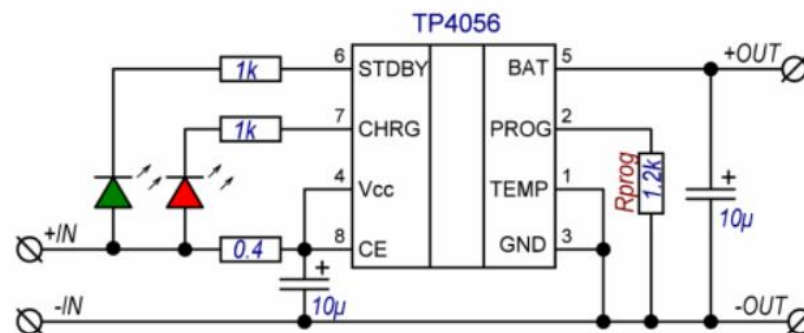 TP4056
1k 6 STDBY BAT 5 +OUT
1k 7 CHRG PROG 2
4 Vcc TEMP 1 Rprog 1.2k + 10µ
+IN 0.4 8 CE GND 3
+ 10µ
-IN -OUT